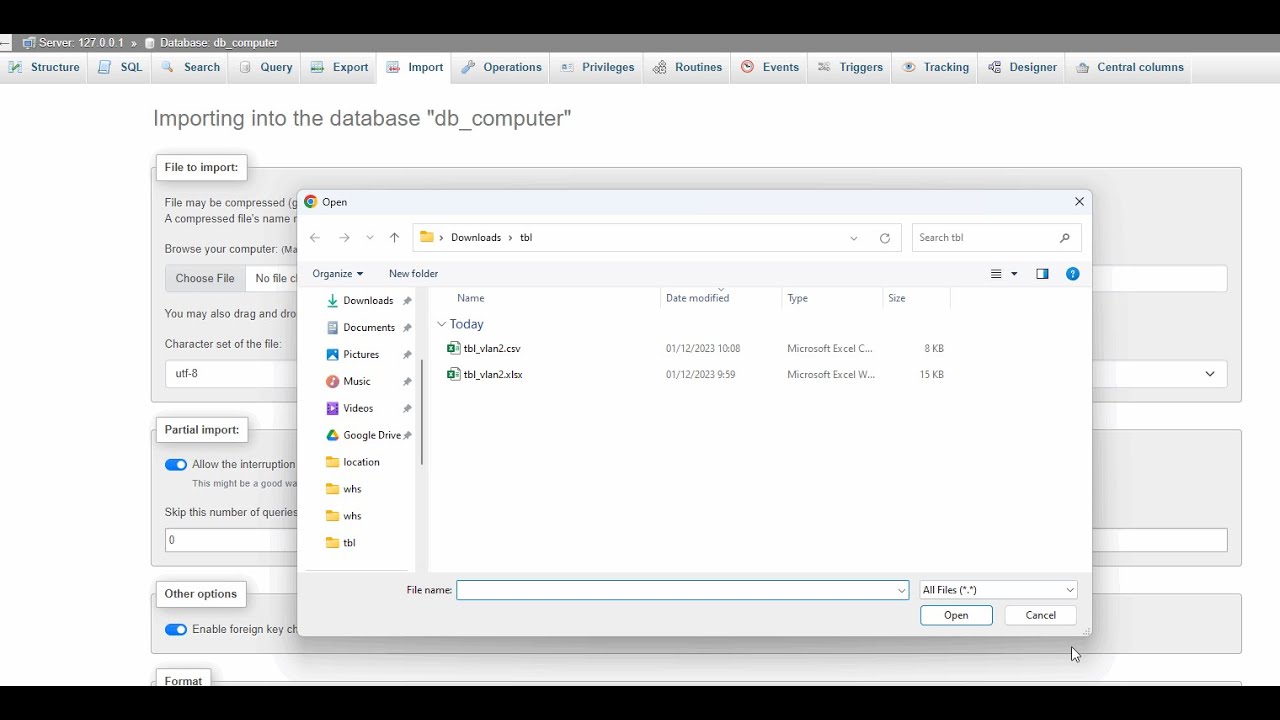 Server: 127.0.0.1 » Database: db_computer
Structure SQL Search Query Export Import Operations Privileges Routines Events Triggers Tracking Designer Central columns
Importing into the database "db_computer"
File to import:
File may be compressed (g
A compressed file's name
Browse your computer: (Ma
Choose File No file c
You may also drag and dro
Character set of the file:
utf-8
Partial import:
Allow the interruption
This might be a good wa
Skip this number of queries
0
Other options
Enable foreign key ch
Format
Open
Downloads tbl
Search tbl
Organize New folder
Downloads
Documents
Pictures
Music
Videos
Google Drive
location
whs
whs
tbl
Name Date modified Type Size
Today
tbl_vlan2.csv 01/12/2023 10:08 Microsoft Excel C... 8 KB
tbl_vlan2.xlsx 01/12/2023 9:59 Microsoft Excel W... 15 KB
File name: All Files (*.*)
Open Cancel